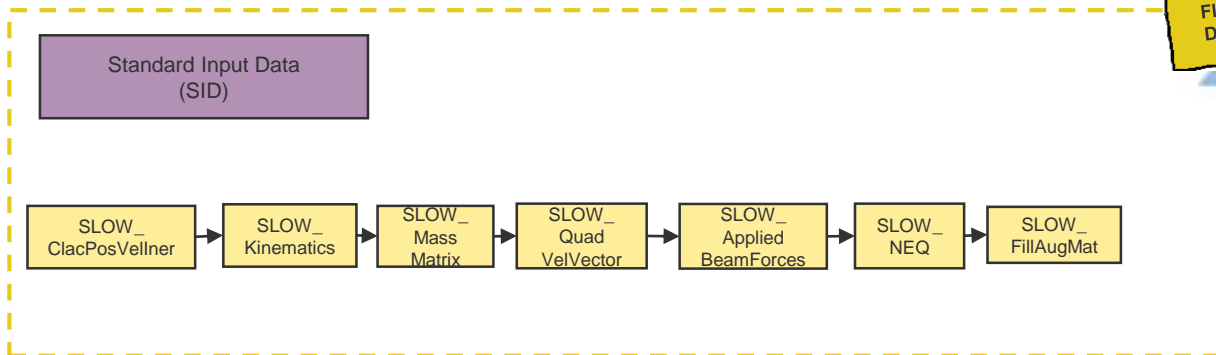 Standard Input Data
(SID)
SLOW_
ClacPosVelIner
SLOW_
Kinematics
SLOW_
Mass
Matrix
SLOW_
Quad
VelVector
SLOW_
Applied
BeamForces
SLOW_
NEQ
SLOW_
FillAugMat